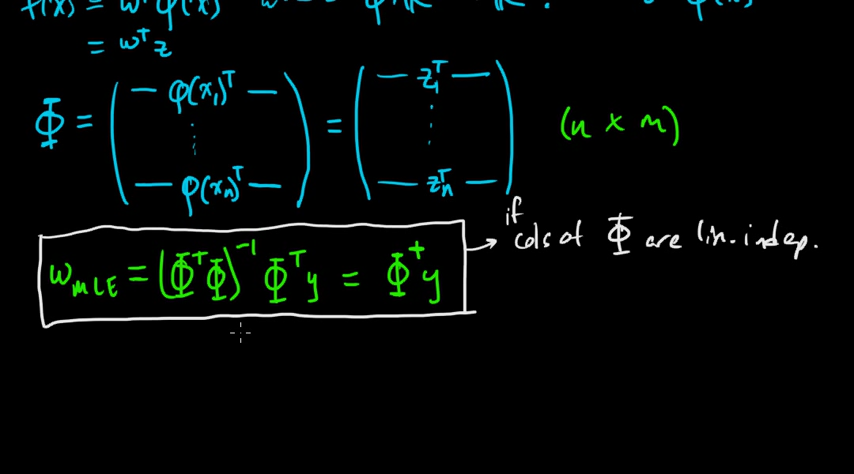 = wᵀz
Φ = ( — φ(x₁)ᵀ — ⋮ — φ(xₙ)ᵀ — ) = ( — z₁ᵀ — ⋮ — zₙᵀ — ) (n × m)
if
cols of Φ are lin. indep.
w_MLE = (ΦᵀΦ)⁻¹ Φᵀy = Φ⁺y